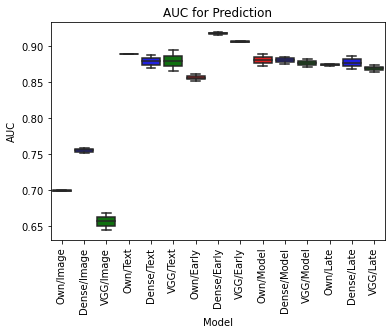 AUC for Prediction
AUC
0.90
0.85
0.80
0.75
0.70
0.65
Own/Image
Dense/Image
VGG/Image
Own/Text
Dense/Text
VGG/Text
Own/Early
Dense/Early
VGG/Early
Own/Model
Dense/Model
VGG/Model
Own/Late
Dense/Late
VGG/Late
Model